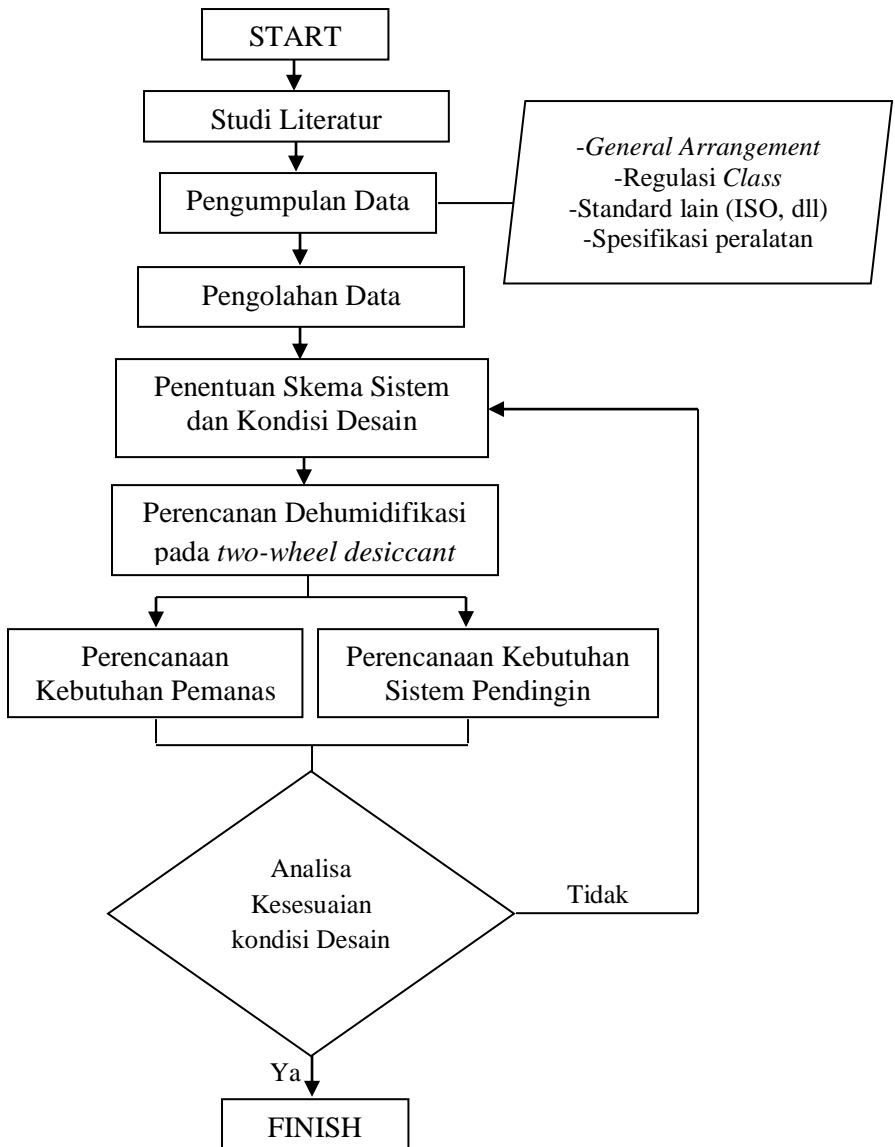 START
Studi Literatur
-General Arrangement
-Regulasi Class
-Standard lain (ISO, dll)
-Spesifikasi peralatan
Pengumpulan Data
Pengolahan Data
Penentuan Skema Sistem
dan Kondisi Desain
Perencanan Dehumidifikasi
pada two-wheel desiccant
Perencanaan
Kebutuhan Pemanas
Perencanaan Kebutuhan
Sistem Pendingin
Analisa
Kesesuaian
kondisi Desain
Tidak
Ya
FINISH